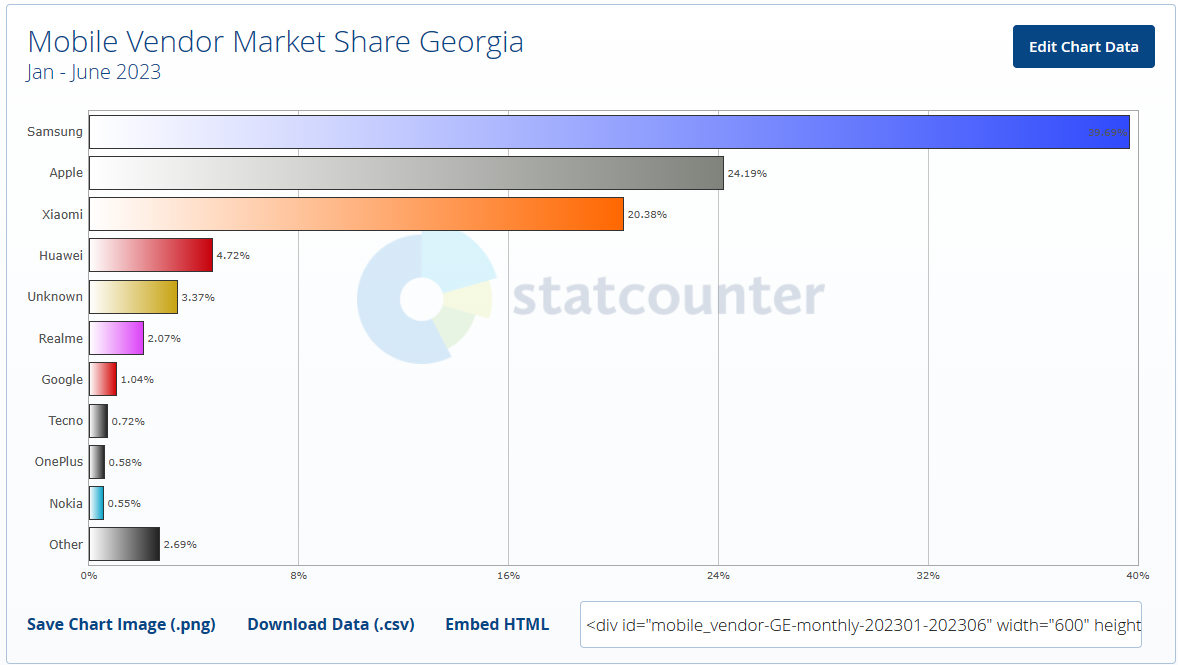 Mobile Vendor Market Share Georgia
Jan - June 2023
Edit Chart Data
Samsung 39.69%
Apple 24.19%
Xiaomi 20.38%
Huawei 4.72%
Unknown 3.37%
statcounter
Realme 2.07%
Google 1.04%
Tecno 0.72%
OnePlus 0.58%
Nokia 0.55%
Other 2.69%
0% 8% 16% 24% 32% 40%
Save Chart Image (.png) Download Data (.csv) Embed HTML <div id="mobile_vendor-GE-monthly-202301-202306" width="600" height